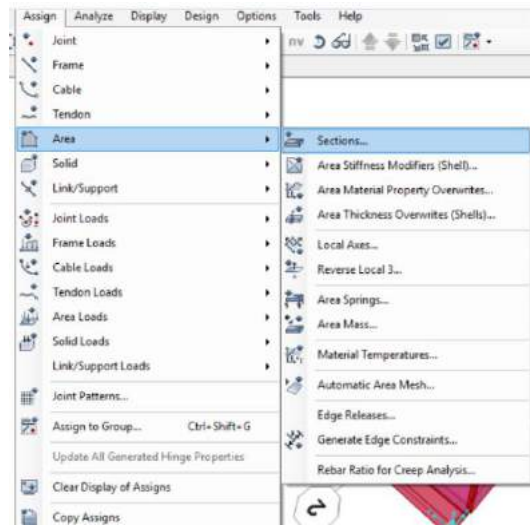 Assign Analyze Display Design Options Tools Help
Joint
Frame
Cable
Tendon
Area
Solid
Link/Support
Joint Loads
Frame Loads
Cable Loads
Tendon Loads
Area Loads
Solid Loads
Link/Support Loads
Joint Patterns...
Assign to Group... Ctrl+Shift+G
Update All Generated Hinge Properties
Clear Display of Assigns
Copy Assigns
nv
Sections...
Area Stiffness Modifiers (Shell)...
Area Material Property Overwrites...
Area Thickness Overwrites (Shells)...
Local Axes...
Reverse Local 3...
Area Springs...
Area Mass...
Material Temperatures...
Automatic Area Mesh...
Edge Releases...
Generate Edge Constraints...
Rebar Ratio for Creep Analysis...
2